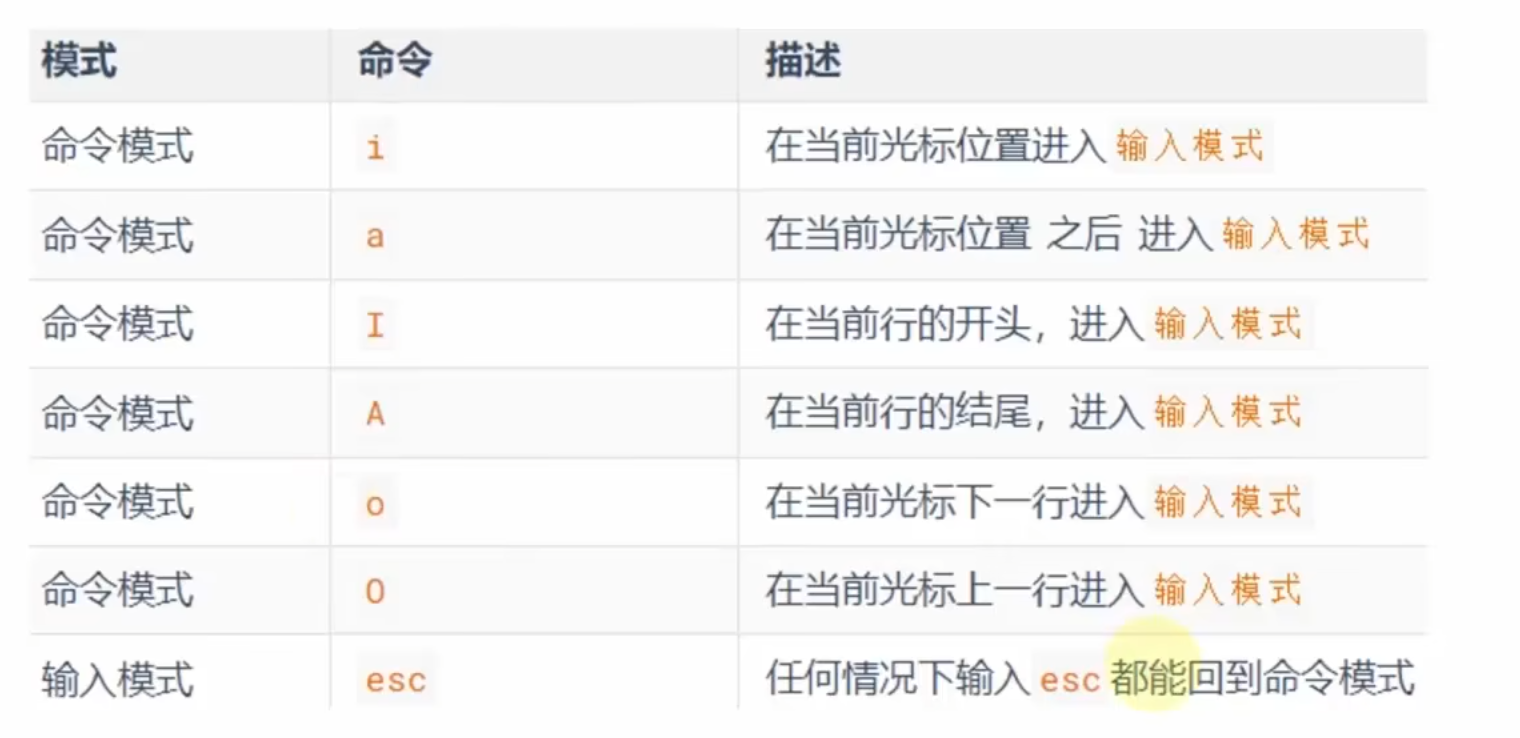 模式 命令 描述
命令模式 i 在当前光标位置进入 输入模式
命令模式 a 在当前光标位置 之后 进入 输入模式
命令模式 I 在当前行的开头，进入 输入模式
命令模式 A 在当前行的结尾，进入 输入模式
命令模式 o 在当前光标下一行进入 输入模式
命令模式 O 在当前光标上一行进入 输入模式
输入模式 esc 任何情况下输入 esc 都能回到命令模式